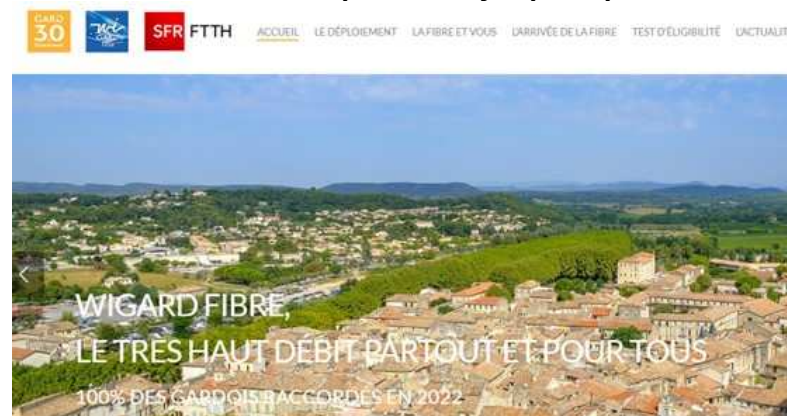 GARD
30
SFR FTTH
ACCUEIL LE DÉPLOIEMENT LA FIBRE ET VOUS L'ARRIVÉE DE LA FIBRE TEST D'ÉLIGIBILITÉ L'ACTUALIT
WIGARD FIBRE,
LE TRÈS HAUT DÉBIT PARTOUT ET POUR TOUS
100% DES GARDOIS RACCORDÉS EN 2022